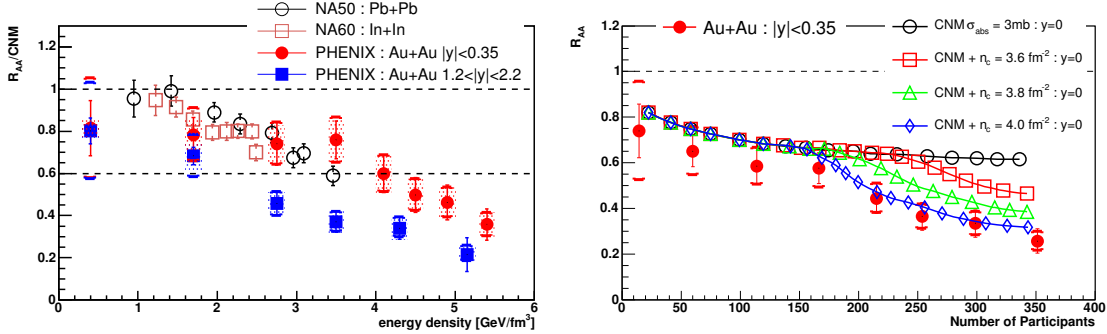 NA50 : Pb+Pb
NA60 : In+In
PHENIX : Au+Au |y|<0.35
PHENIX : Au+Au 1.2<|y|<2.2
R_AA/CNM
1.2
1
0.8
0.6
0.4
0.2
0
0 1 2 3 4 5 6
energy density [GeV/fm³]
Au+Au : |y|<0.35
CNM σ_abs = 3mb : y=0
CNM + n_c = 3.6 fm⁻² : y=0
CNM + n_c = 3.8 fm⁻² : y=0
CNM + n_c = 4.0 fm⁻² : y=0
R_AA
1.2
1
0.8
0.6
0.4
0.2
0
0 50 100 150 200 250 300 350 400
Number of Participants